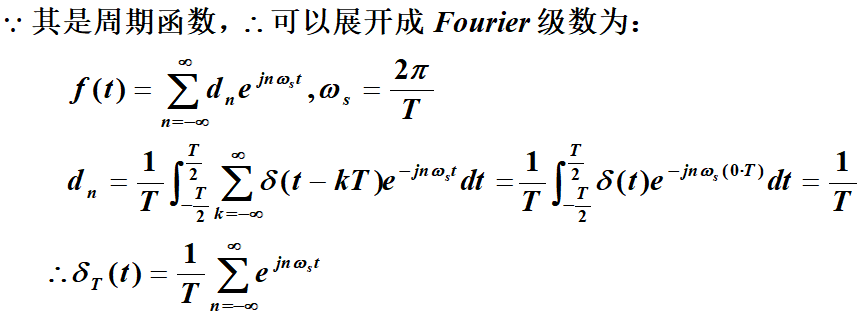 ∵ 其是周期函数，∴ 可以展开成 Fourier 级数为：
$f(t) = \sum_{n=-\infty}^{\infty} d_n e^{jn\omega_s t}, \omega_s = \frac{2\pi}{T}$
$d_n = \frac{1}{T} \int_{-\frac{T}{2}}^{\frac{T}{2}} \sum_{k=-\infty}^{\infty} \delta(t-kT) e^{-jn\omega_s t} dt = \frac{1}{T} \int_{-\frac{T}{2}}^{\frac{T}{2}} \delta(t) e^{-jn\omega_s (0 \cdot T)} dt = \frac{1}{T}$
$\therefore \delta_T(t) = \frac{1}{T} \sum_{n=-\infty}^{\infty} e^{jn\omega_s t}$